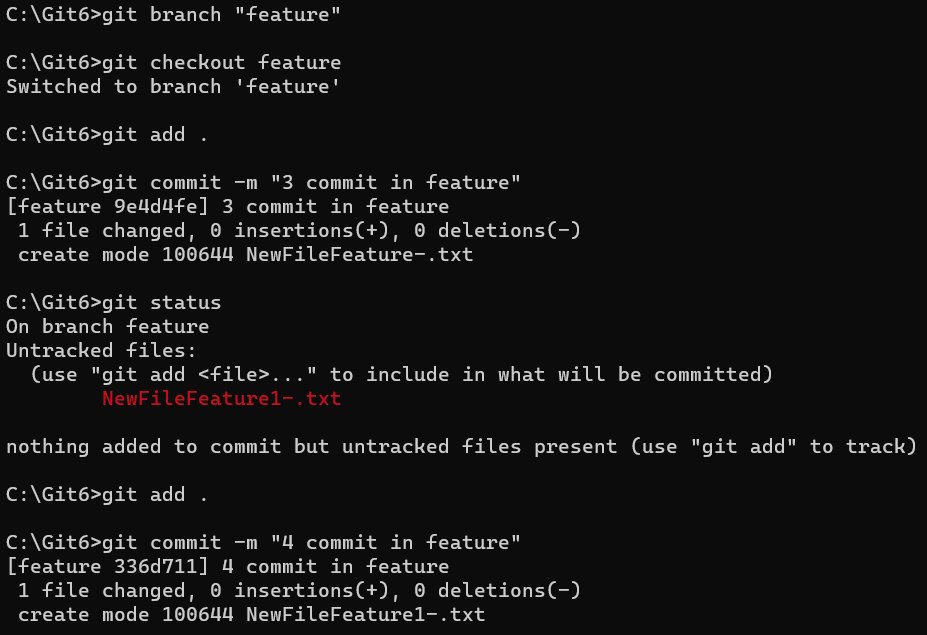 C:\Git6>git branch "feature"
C:\Git6>git checkout feature
Switched to branch 'feature'
C:\Git6>git add .
C:\Git6>git commit -m "3 commit in feature"
[feature 9e4d4fe] 3 commit in feature
 1 file changed, 0 insertions(+), 0 deletions(-)
 create mode 100644 NewFileFeature-.txt
C:\Git6>git status
On branch feature
Untracked files:
  (use "git add <file>..." to include in what will be committed)
        NewFileFeature1-.txt
nothing added to commit but untracked files present (use "git add" to track)
C:\Git6>git add .
C:\Git6>git commit -m "4 commit in feature"
[feature 336d711] 4 commit in feature
 1 file changed, 0 insertions(+), 0 deletions(-)
 create mode 100644 NewFileFeature1-.txt